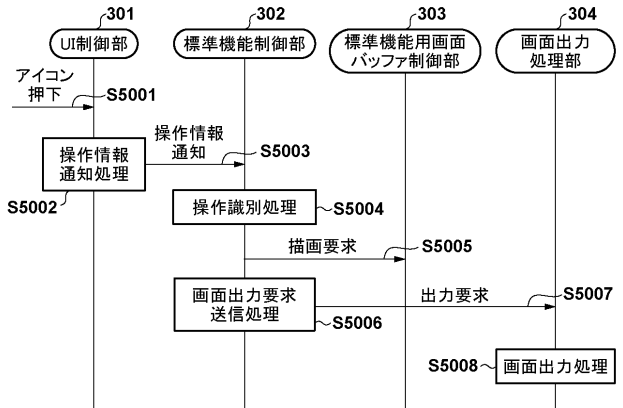 301
302
303
304
UI制御部
標準機能制御部
標準機能用画面
バッファ制御部
画面出力
処理部
アイコン
押下
S5001
操作情報
通知処理
S5002
操作情報
通知
S5003
操作識別処理
S5004
描画要求
S5005
画面出力要求
送信処理
S5006
出力要求
S5007
S5008
画面出力処理